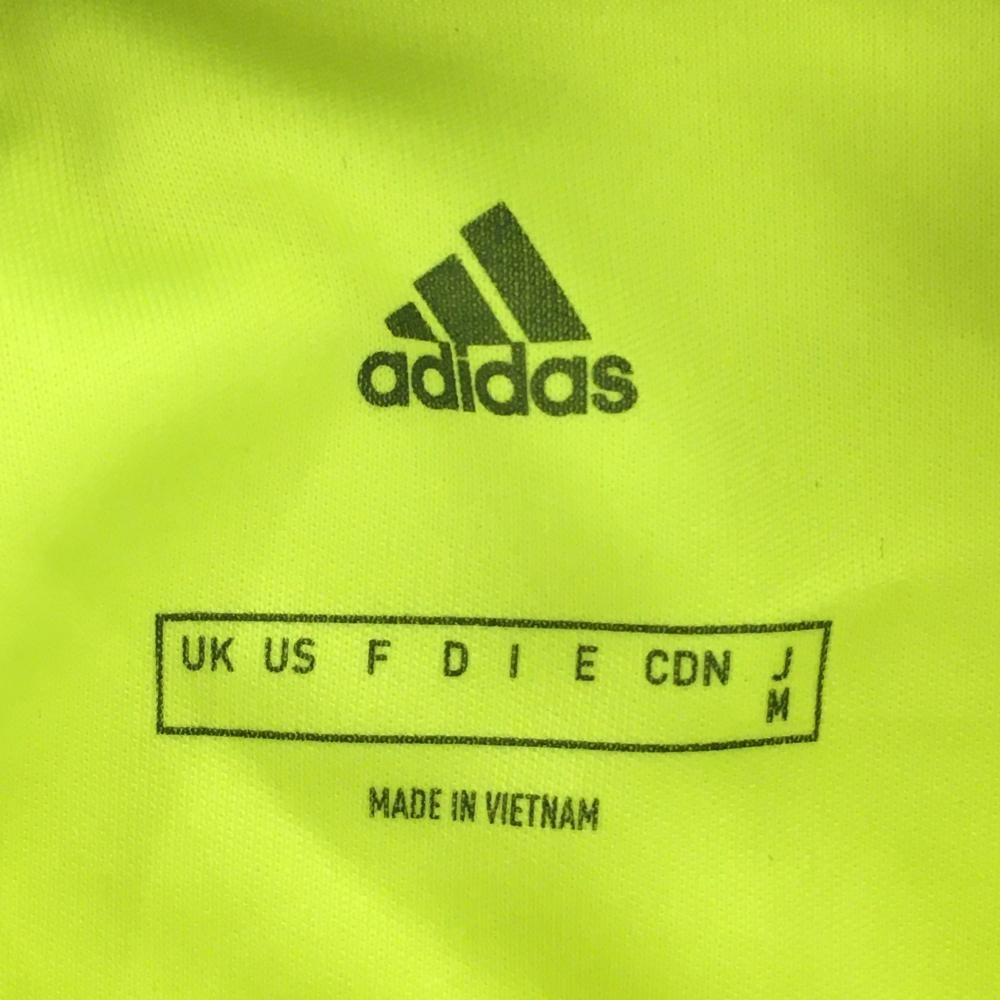 adidas
UK US F D I E CDN J
M
MADE IN VIETNAM